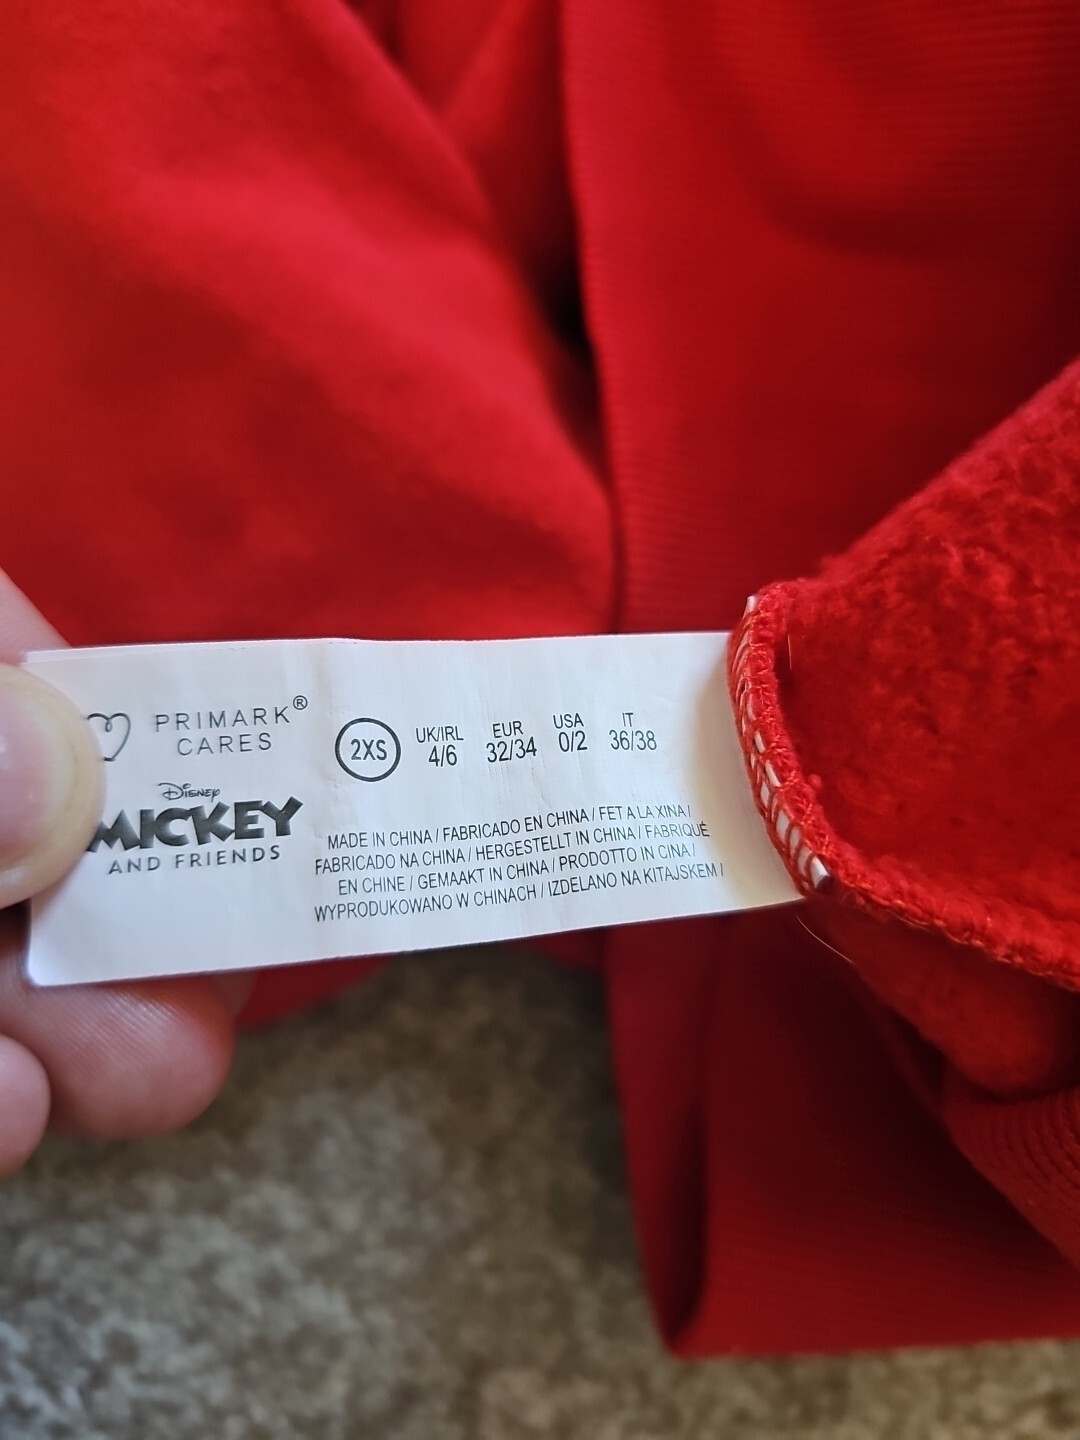 PRIMARK®
CARES
Disney
MICKEY
AND FRIENDS
2XS
UK/IRL EUR USA IT
4/6 32/34 0/2 36/38
MADE IN CHINA / FABRICADO EN CHINA / FET A LA XINA /
FABRICADO NA CHINA / HERGESTELLT IN CHINA / FABRIQUÉ
EN CHINE / GEMAAKT IN CHINA / PRODOTTO IN CINA /
WYPRODUKOWANO W CHINACH / IZDELANO NA KITAJSKEM /